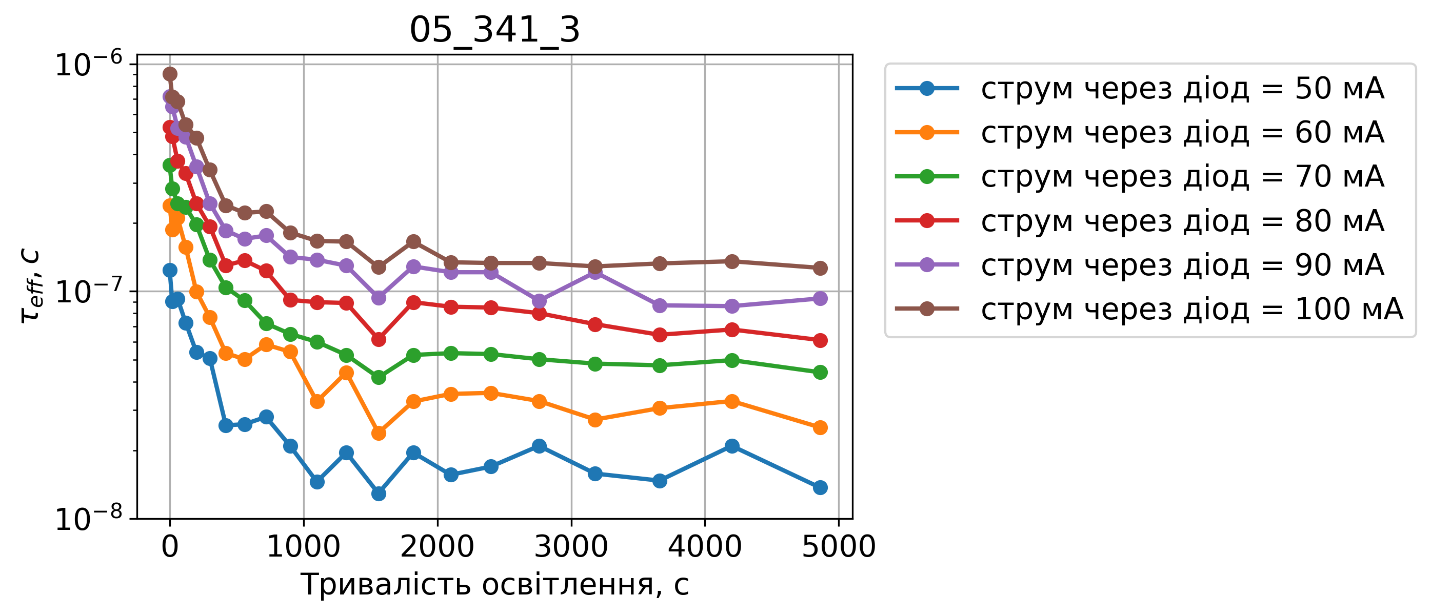 05_341_3
10⁻⁶
10⁻⁷
10⁻⁸
τeff, c
0 1000 2000 3000 4000 5000
Тривалість освітлення, с
струм через діод = 50 мА
струм через діод = 60 мА
струм через діод = 70 мА
струм через діод = 80 мА
струм через діод = 90 мА
струм через діод = 100 мА